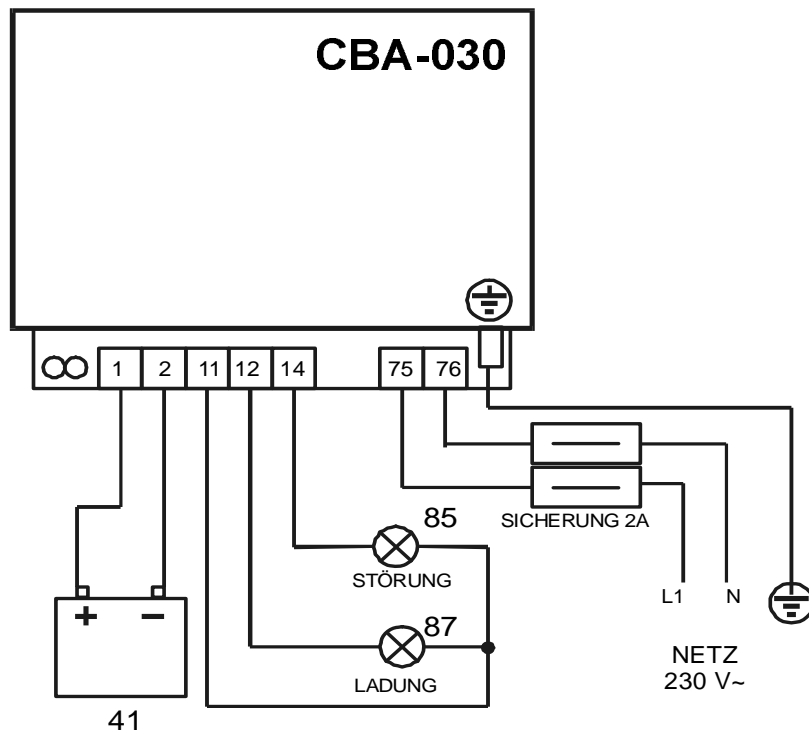 CBA-030
1 2 11 12 14 75 76
85
SICHERUNG 2A
STÖRUNG
L1 N
+ −
87
NETZ
230 V~
LADUNG
41